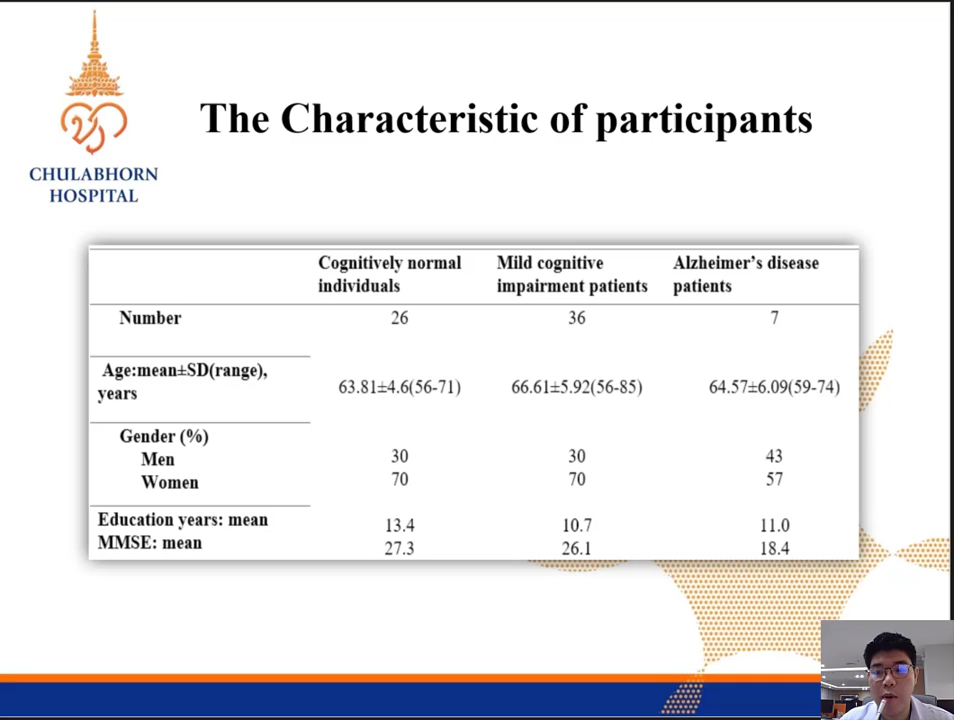 The Characteristic of participants
CHULABHORN
HOSPITAL
Cognitively normal individuals Mild cognitive impairment patients Alzheimer's disease patients
Number 26 36 7
Age:mean±SD(range), years 63.81±4.6(56-71) 66.61±5.92(56-85) 64.57±6.09(59-74)
Gender (%)
Men 30 30 43
Women 70 70 57
Education years: mean 13.4 10.7 11.0
MMSE: mean 27.3 26.1 18.4